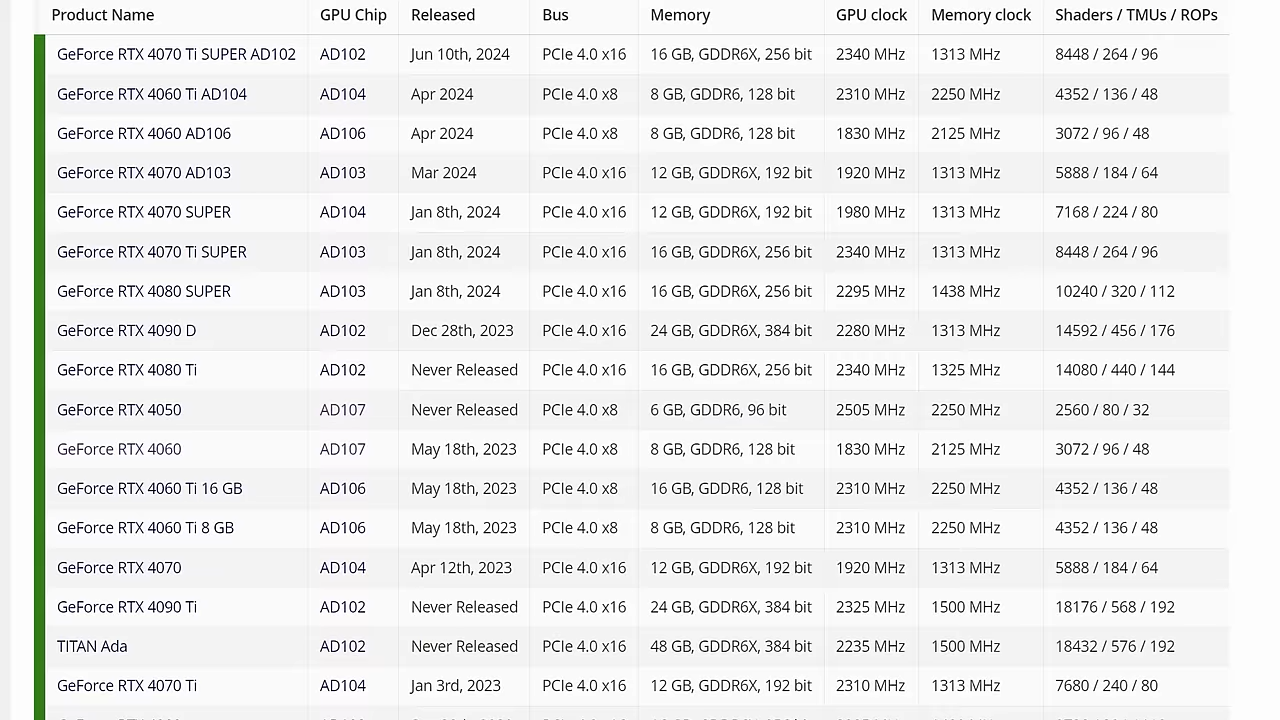 Product Name GPU Chip Released Bus Memory GPU clock Memory clock Shaders / TMUs / ROPs
GeForce RTX 4070 Ti SUPER AD102 AD102 Jun 10th, 2024 PCIe 4.0 x16 16 GB, GDDR6X, 256 bit 2340 MHz 1313 MHz 8448 / 264 / 96
GeForce RTX 4060 Ti AD104 AD104 Apr 2024 PCIe 4.0 x8 8 GB, GDDR6, 128 bit 2310 MHz 2250 MHz 4352 / 136 / 48
GeForce RTX 4060 AD106 AD106 Apr 2024 PCIe 4.0 x8 8 GB, GDDR6, 128 bit 1830 MHz 2125 MHz 3072 / 96 / 48
GeForce RTX 4070 AD103 AD103 Mar 2024 PCIe 4.0 x16 12 GB, GDDR6X, 192 bit 1920 MHz 1313 MHz 5888 / 184 / 64
GeForce RTX 4070 SUPER AD104 Jan 8th, 2024 PCIe 4.0 x16 12 GB, GDDR6X, 192 bit 1980 MHz 1313 MHz 7168 / 224 / 80
GeForce RTX 4070 Ti SUPER AD103 Jan 8th, 2024 PCIe 4.0 x16 16 GB, GDDR6X, 256 bit 2340 MHz 1313 MHz 8448 / 264 / 96
GeForce RTX 4080 SUPER AD103 Jan 8th, 2024 PCIe 4.0 x16 16 GB, GDDR6X, 256 bit 2295 MHz 1438 MHz 10240 / 320 / 112
GeForce RTX 4090 D AD102 Dec 28th, 2023 PCIe 4.0 x16 24 GB, GDDR6X, 384 bit 2280 MHz 1313 MHz 14592 / 456 / 176
GeForce RTX 4080 Ti AD102 Never Released PCIe 4.0 x16 16 GB, GDDR6X, 256 bit 2340 MHz 1325 MHz 14080 / 440 / 144
GeForce RTX 4050 AD107 Never Released PCIe 4.0 x8 6 GB, GDDR6, 96 bit 2505 MHz 2250 MHz 2560 / 80 / 32
GeForce RTX 4060 AD107 May 18th, 2023 PCIe 4.0 x8 8 GB, GDDR6, 128 bit 1830 MHz 2125 MHz 3072 / 96 / 48
GeForce RTX 4060 Ti 16 GB AD106 May 18th, 2023 PCIe 4.0 x8 16 GB, GDDR6, 128 bit 2310 MHz 2250 MHz 4352 / 136 / 48
GeForce RTX 4060 Ti 8 GB AD106 May 18th, 2023 PCIe 4.0 x8 8 GB, GDDR6, 128 bit 2310 MHz 2250 MHz 4352 / 136 / 48
GeForce RTX 4070 AD104 Apr 12th, 2023 PCIe 4.0 x16 12 GB, GDDR6X, 192 bit 1920 MHz 1313 MHz 5888 / 184 / 64
GeForce RTX 4090 Ti AD102 Never Released PCIe 4.0 x16 24 GB, GDDR6X, 384 bit 2325 MHz 1500 MHz 18176 / 568 / 192
TITAN Ada AD102 Never Released PCIe 4.0 x16 48 GB, GDDR6X, 384 bit 2235 MHz 1500 MHz 18432 / 576 / 192
GeForce RTX 4070 Ti AD104 Jan 3rd, 2023 PCIe 4.0 x16 12 GB, GDDR6X, 192 bit 2310 MHz 1313 MHz 7680 / 240 / 80